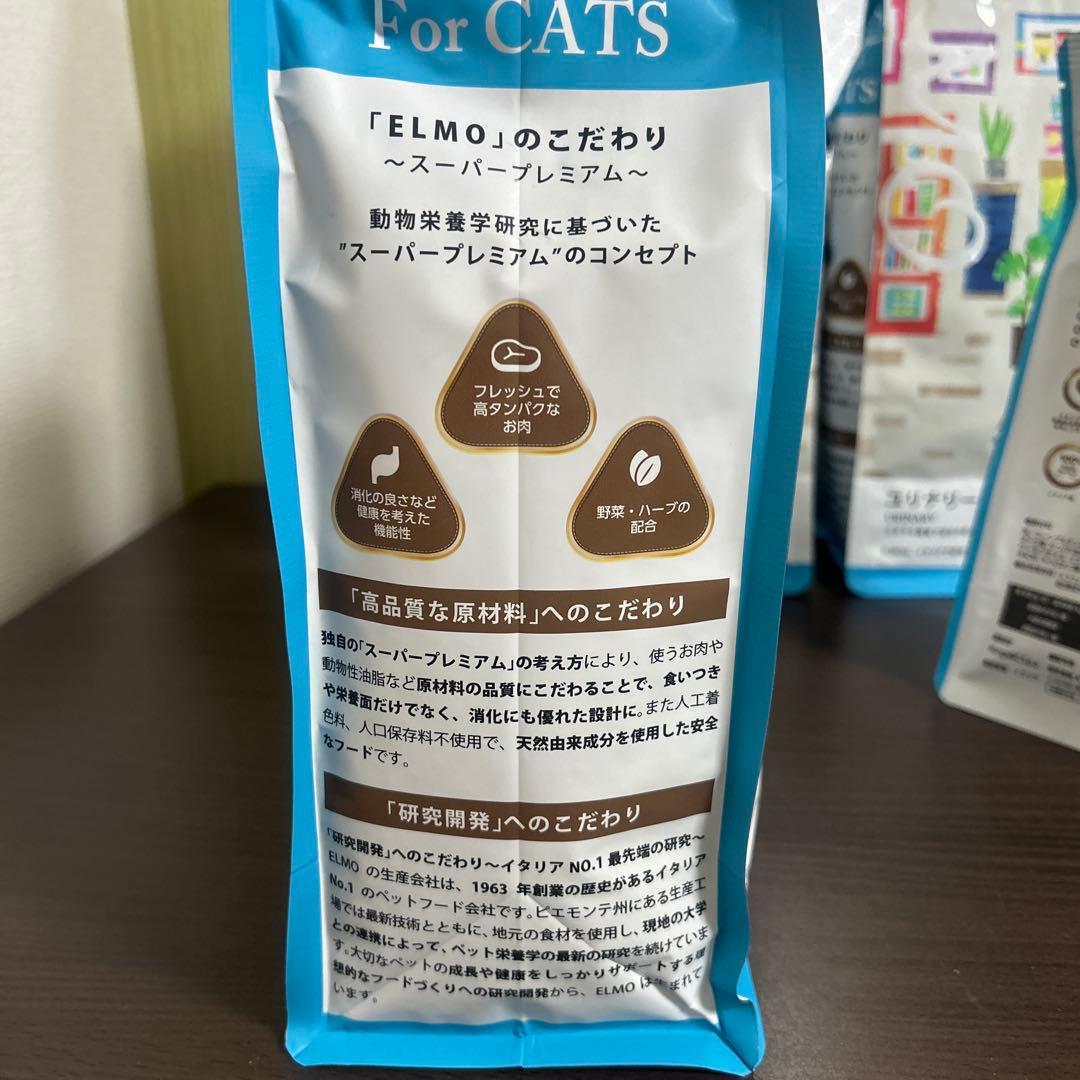 For CATS
「ELMO」のこだわり
〜スーパープレミアム〜
動物栄養学研究に基づいた
"スーパープレミアム"のコンセプト
フレッシュで
高タンパクな
お肉
消化の良さなど
健康を考えた
機能性
野菜・ハーブの
配合
「高品質な原材料」へのこだわり
独自の「スーパープレミアム」の考え方により、使うお肉や
動物性油脂など原材料の品質にこだわることで、食いつき
や栄養面だけでなく、消化にも優れた設計に。また人工着
色料、人口保存料不使用で、天然由来成分を使用した安全
なフードです。
「研究開発」へのこだわり
「研究開発」へのこだわり〜イタリア NO.1 最先端の研究〜
ELMO の生産会社は、1963 年創業の歴史があるイタリア
No.1 のペットフード会社です。ピエモンテ州にある生産工
場では最新技術とともに、地元の食材を使用し、現地の大学
との連携によって、ペット栄養学の最新の研究を続けていま
す。大切なペットの成長や健康をしっかりサポートする理
想的なフードづくりへの研究開発から、ELMO は生まれて
います。
ユリナリー
URINARY